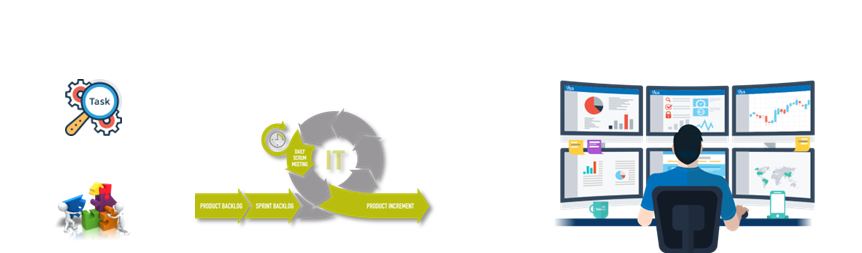 Task
DAILY
SCRUM
MEETING
IT
PRODUCT BACKLOG
SPRINT BACKLOG
PRODUCT INCREMENT